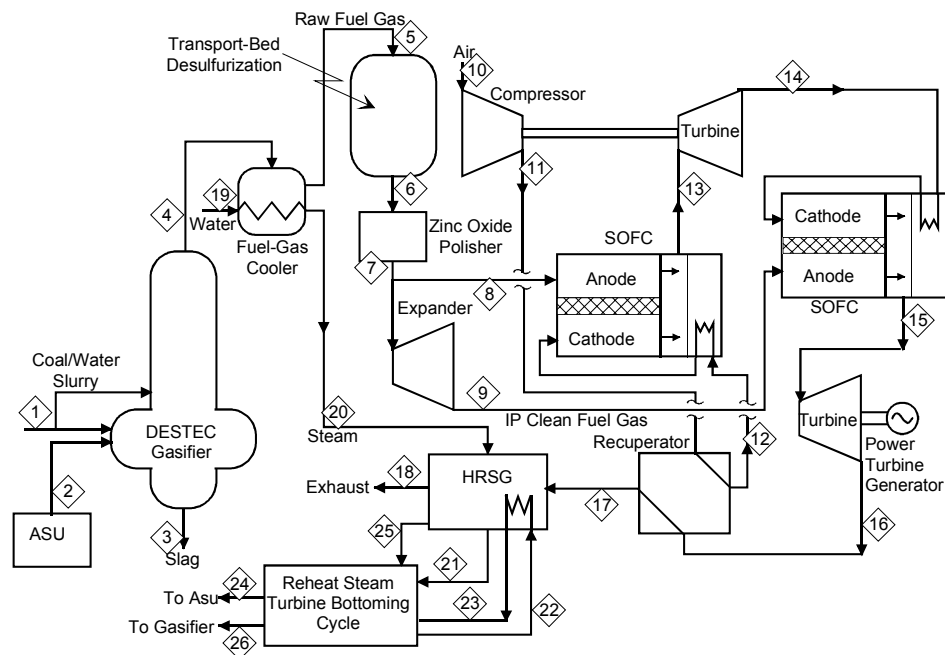 Raw Fuel Gas
5
Transport-Bed
Desulfurization
Air
10
Compressor
14
Turbine
4
19
Water
Fuel-Gas
Cooler
6
11
13
Zinc Oxide
Polisher
7
SOFC
Cathode
Anode
SOFC
8
Anode
Cathode
Expander
15
Coal/Water
Slurry
1
9
IP Clean Fuel Gas
20
Steam
DESTEC
Gasifier
Recuperator
12
Turbine
Power
Turbine
Generator
2
18
Exhaust
HRSG
17
16
ASU
3
Slag
25
21
24
To Asu
Reheat Steam
Turbine Bottoming
Cycle
23
22
To Gasifier
26